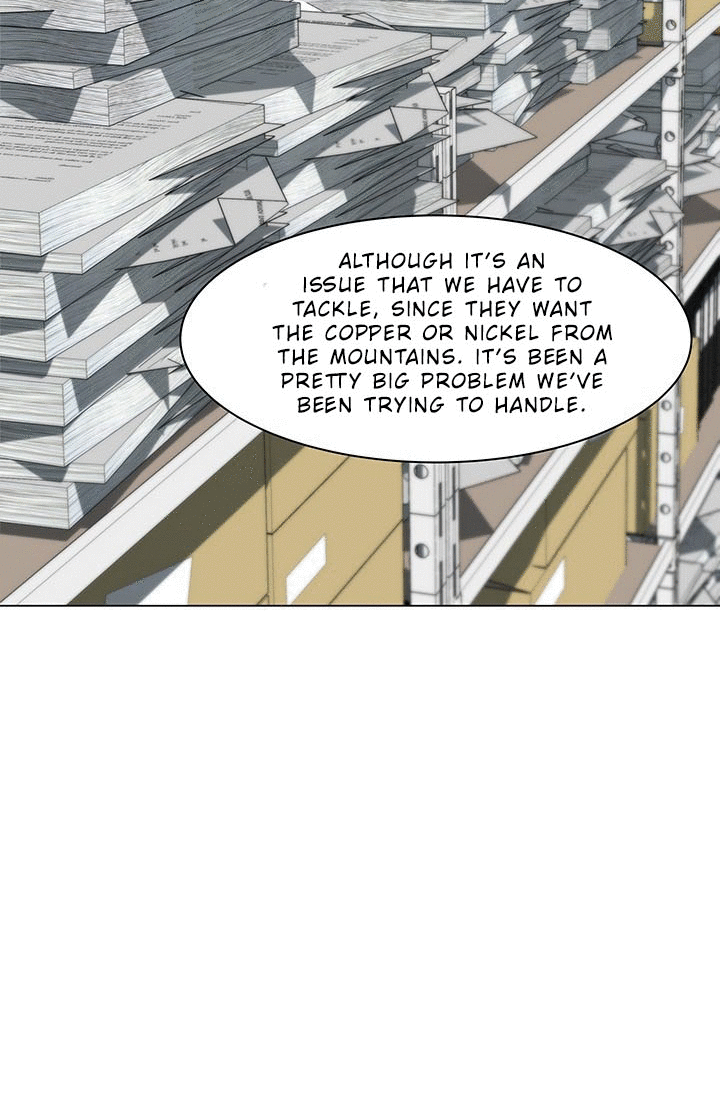 ALTHOUGH IT'S AN
ISSUE THAT WE HAVE TO
TACKLE, SINCE THEY WANT
THE COPPER OR NICKEL FROM
THE MOUNTAINS. IT'S BEEN A
PRETTY BIG PROBLEM WE'VE
BEEN TRYING TO HANDLE.